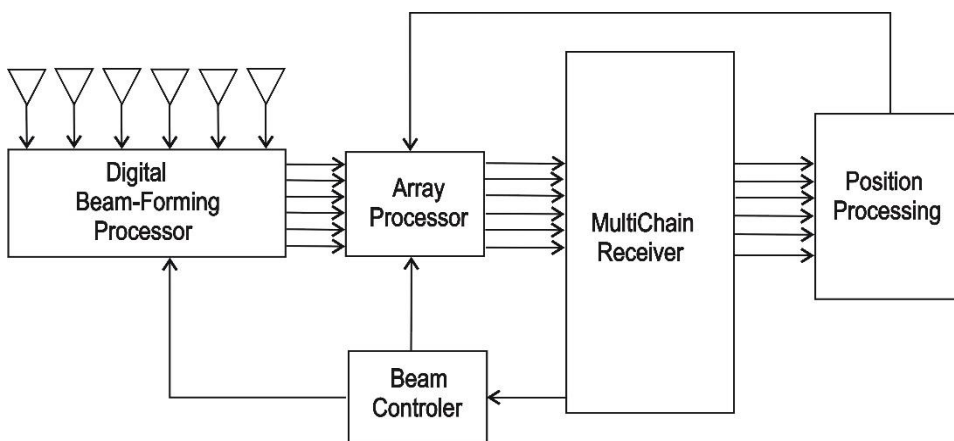 Digital
Beam-Forming
Processor
Array
Processor
MultiChain
Receiver
Position
Processing
Beam
Controler